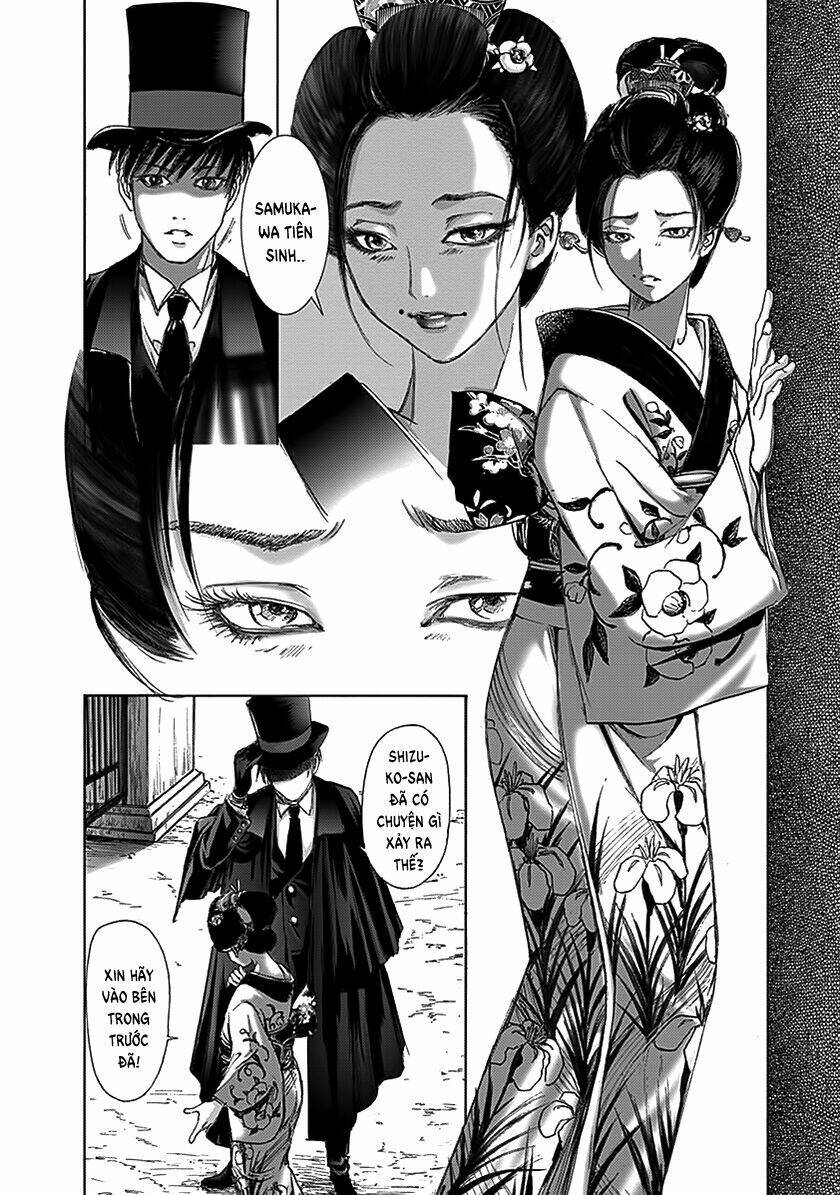 SAMUKA-
WA TIÊN
SINH..
SHIZU-
KO-SAN
ĐÃ CÓ
CHUYỆN GÌ
XẢY RA
THẾ?
XIN HÃY
VÀO BÊN
TRONG
TRƯỚC
ĐÃ!